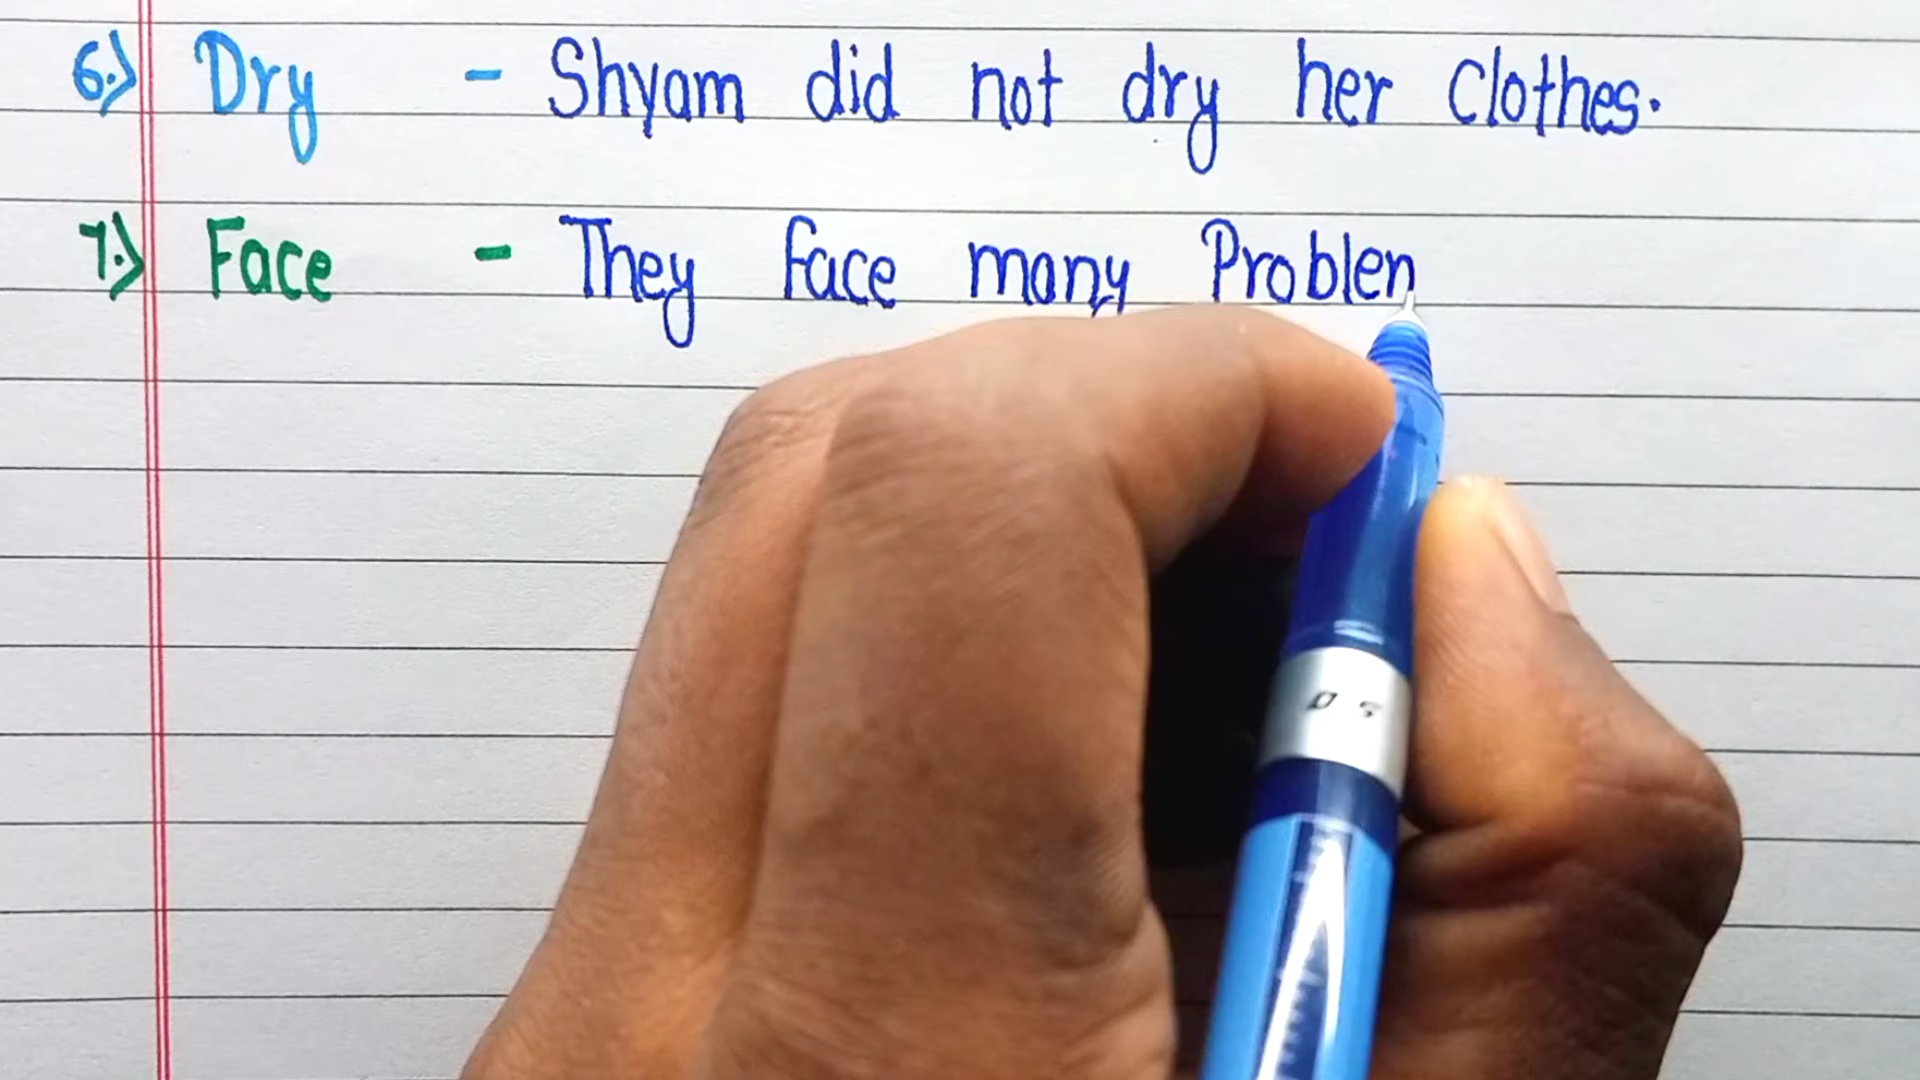 6.) Dry - Shyam did not dry her Clothes.
7.) Face - They face many Problen